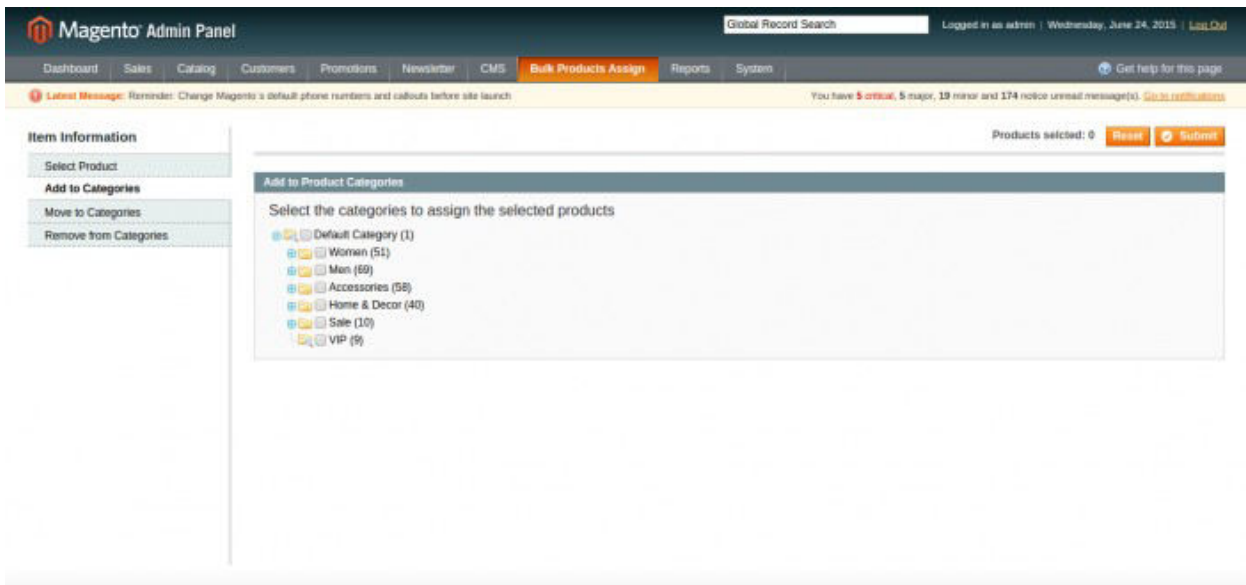 Magento Admin Panel
Global Record Search
Logged in as admin | Wednesday, June 24, 2015 | Log Out
Dashboard Sales Catalog Customers Promotions Newsletter CMS Bulk Products Assign Reports System Get help for this page
Latest Message: Reminder: Change Magento's default phone numbers and callouts before site launch
You have 5 critical, 5 major, 19 minor and 174 notice unread message(s). Go to notifications
Item Information
Select Product
Add to Categories
Move to Categories
Remove from Categories
Products selcted: 0 Reset Submit
Add to Product Categories
Select the categories to assign the selected products
Default Category (1)
Women (51)
Men (69)
Accessories (58)
Home & Decor (40)
Sale (10)
VIP (9)